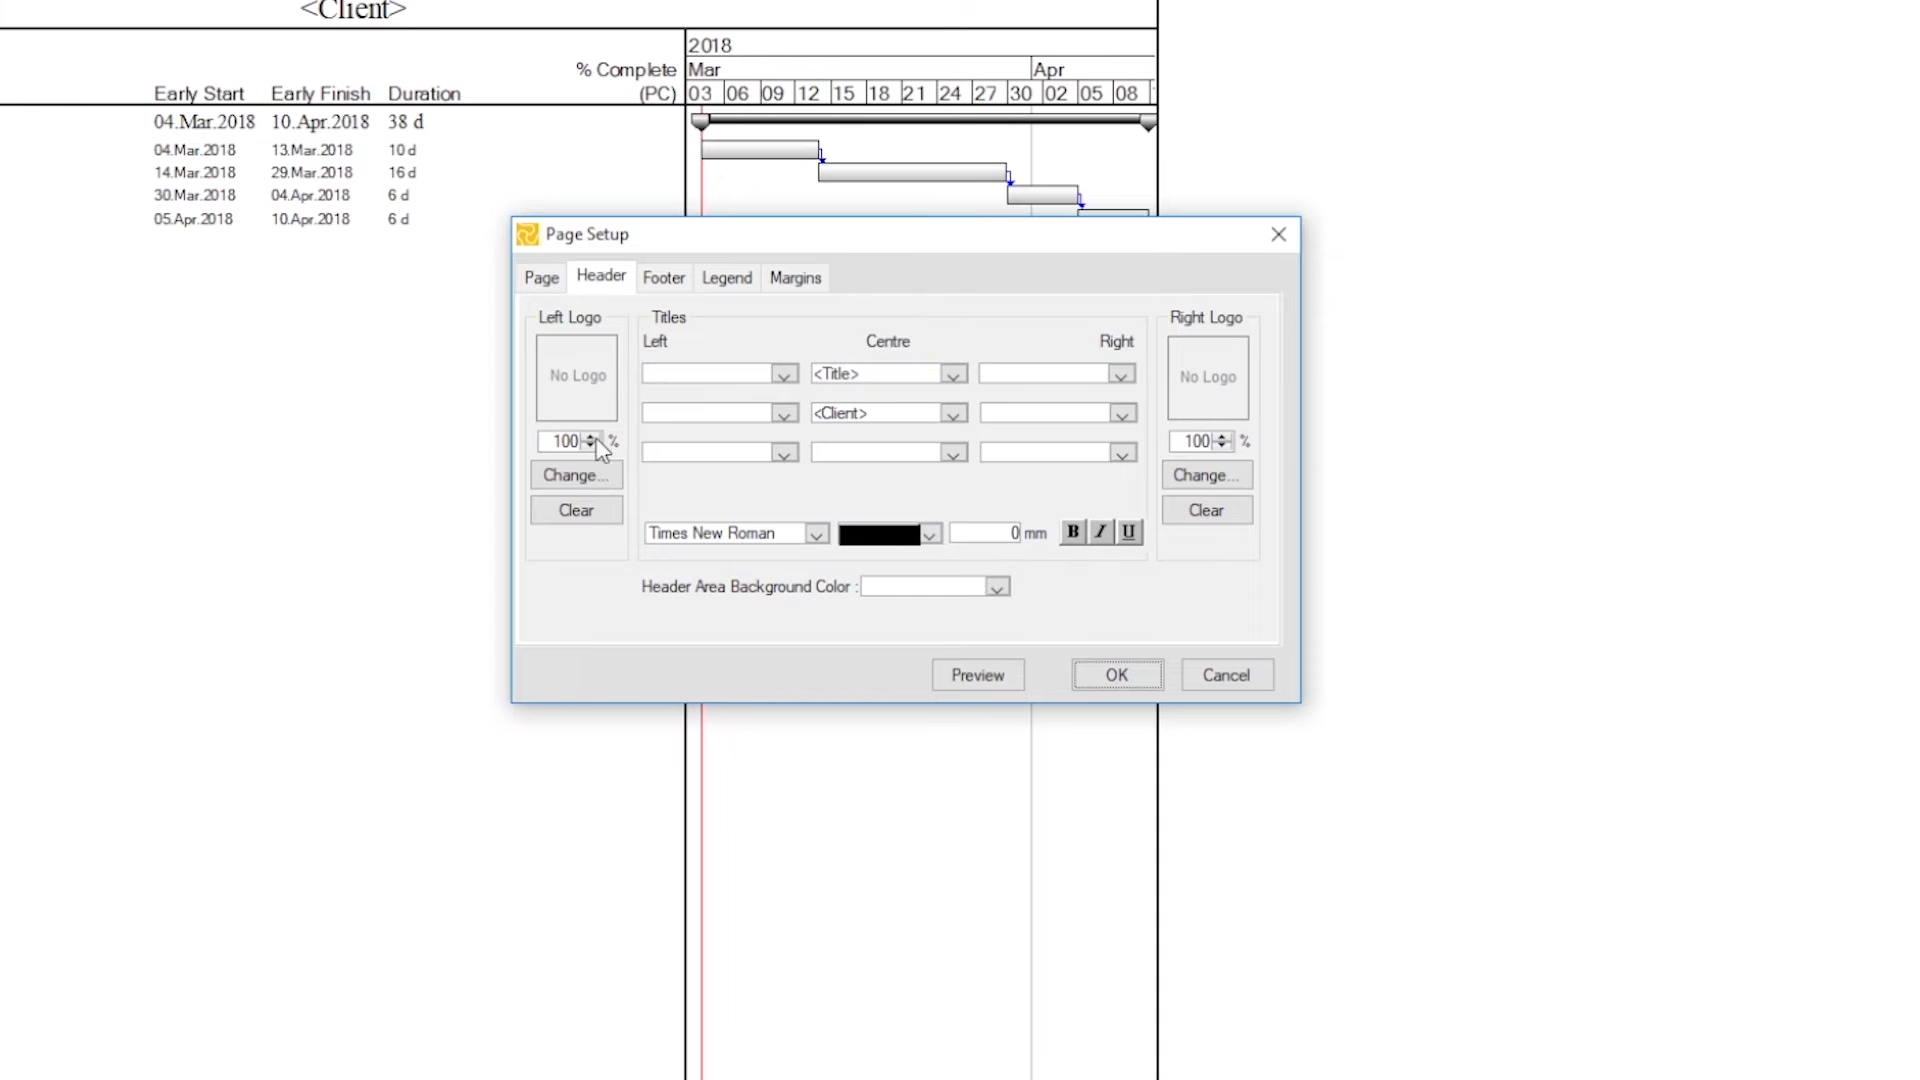 <Client>
2018
% Complete Mar Apr
Early Start Early Finish Duration (PC) 03 06 09 12 15 18 21 24 27 30 02 05 08
04.Mar.2018 10.Apr.2018 38 d
04.Mar.2018 13.Mar.2018 10 d
14.Mar.2018 29.Mar.2018 16 d
30.Mar.2018 04.Apr.2018 6 d
05.Apr.2018 10.Apr.2018 6 d
Page Setup
Page Header Footer Legend Margins
Left Logo Titles Right Logo
Left Centre Right
No Logo <Title> No Logo
<Client>
100 % 100 %
Change... Change...
Clear Clear
Times New Roman 0 mm B I U
Header Area Background Color :
Preview OK Cancel